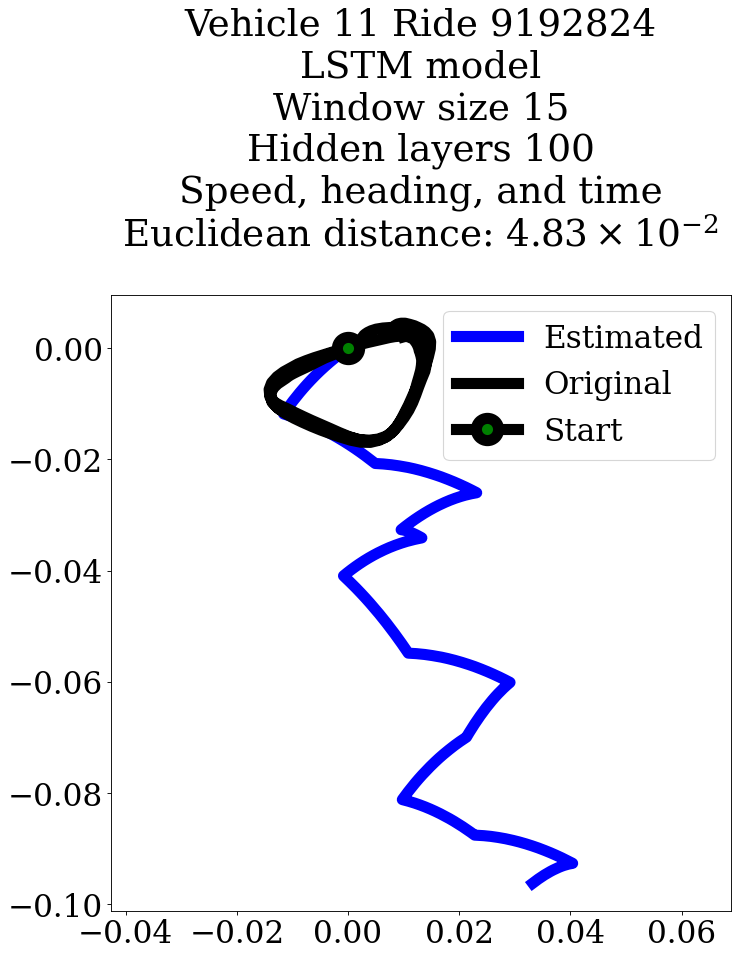 Vehicle 11 Ride 9192824
LSTM model
Window size 15
Hidden layers 100
Speed, heading, and time
Euclidean distance: 4.83 × 10⁻²
Estimated
Original
Start
0.00
−0.02
−0.04
−0.06
−0.08
−0.10
−0.04 −0.02 0.00 0.02 0.04 0.06